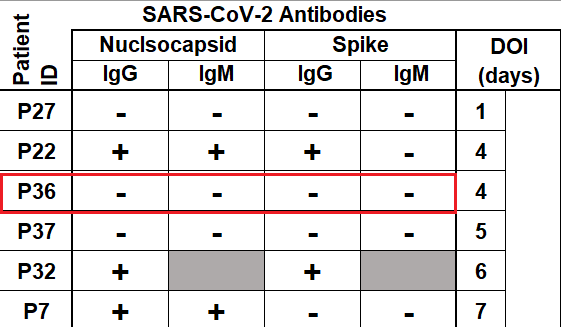 SARS-CoV-2 Antibodies
Patient ID Nuclsocapsid Spike DOI (days)
IgG IgM IgG IgM
P27 - - - - 1
P22 + + + - 4
P36 - - - - 4
P37 - - - - 5
P32 + + 6
P7 + + - - 7